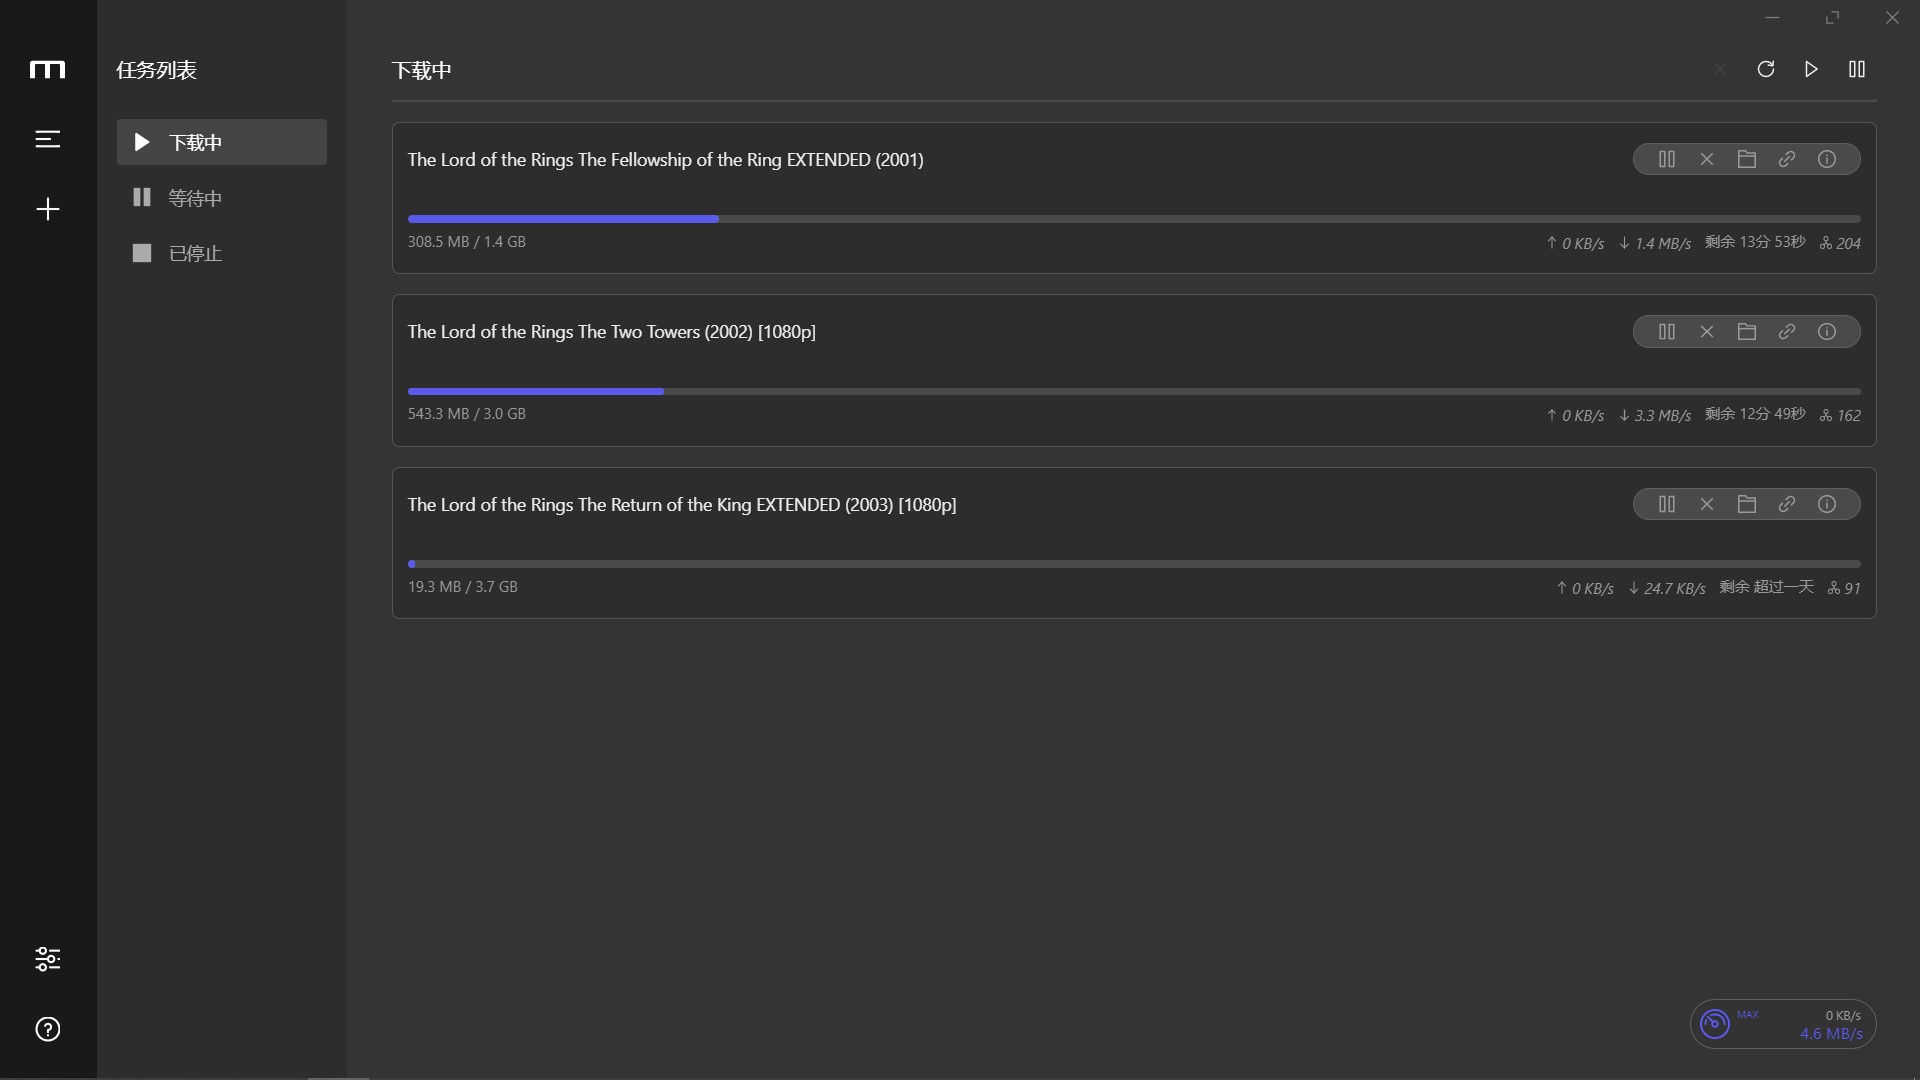 任务列表
下载中
等待中
已停止
下载中
The Lord of the Rings The Fellowship of the Ring EXTENDED (2001)
308.5 MB / 1.4 GB
↑ 0 KB/s ↓ 1.4 MB/s 剩余 13分 53秒 204
The Lord of the Rings The Two Towers (2002) [1080p]
543.3 MB / 3.0 GB
↑ 0 KB/s ↓ 3.3 MB/s 剩余 12分 49秒 162
The Lord of the Rings The Return of the King EXTENDED (2003) [1080p]
19.3 MB / 3.7 GB
↑ 0 KB/s ↓ 24.7 KB/s 剩余 超过一天 91
MAX 0 KB/s
4.6 MB/s